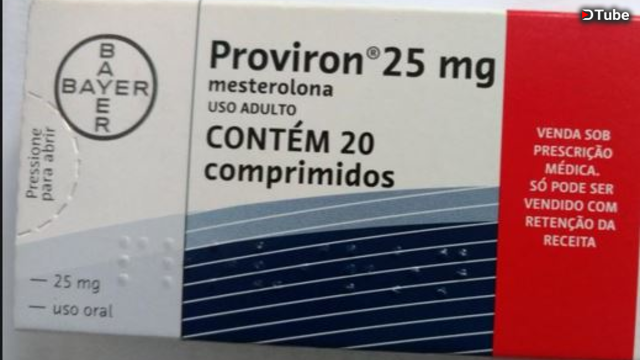 DTube
BAYER
BAYER
Pressione
para abrir
25 mg
uso oral
Proviron® 25 mg
mesterolona
USO ADULTO
CONTÉM 20
comprimidos
VENDA SOB
PRESCRIÇÃO
MÉDICA.
SÓ PODE SER
VENDIDO COM
RETENÇÃO DA
RECEITA